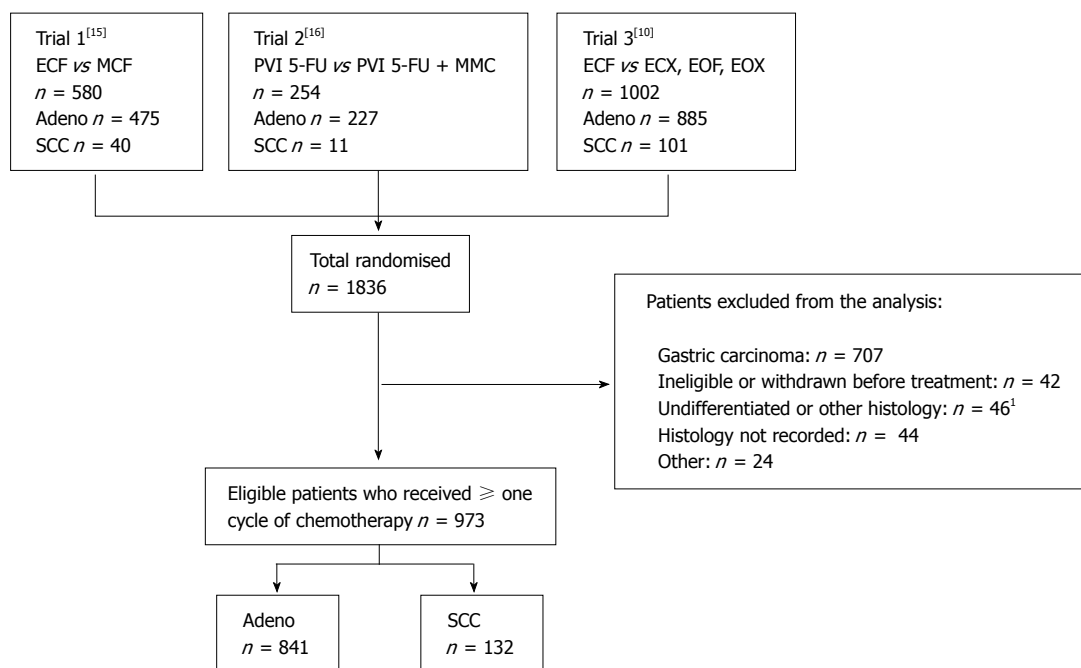 Trial 1[15]
ECF vs MCF
n = 580
Adeno n = 475
SCC n = 40
Trial 2[16]
PVI 5-FU vs PVI 5-FU + MMC
n = 254
Adeno n = 227
SCC n = 11
Trial 3[10]
ECF vs ECX, EOF, EOX
n = 1002
Adeno n = 885
SCC n = 101
Total randomised
n = 1836
Patients excluded from the analysis:
Gastric carcinoma: n = 707
Ineligible or withdrawn before treatment: n = 42
Undifferentiated or other histology: n = 46¹
Histology not recorded: n = 44
Other: n = 24
Eligible patients who received ⩾ one
cycle of chemotherapy n = 973
Adeno
n = 841
SCC
n = 132